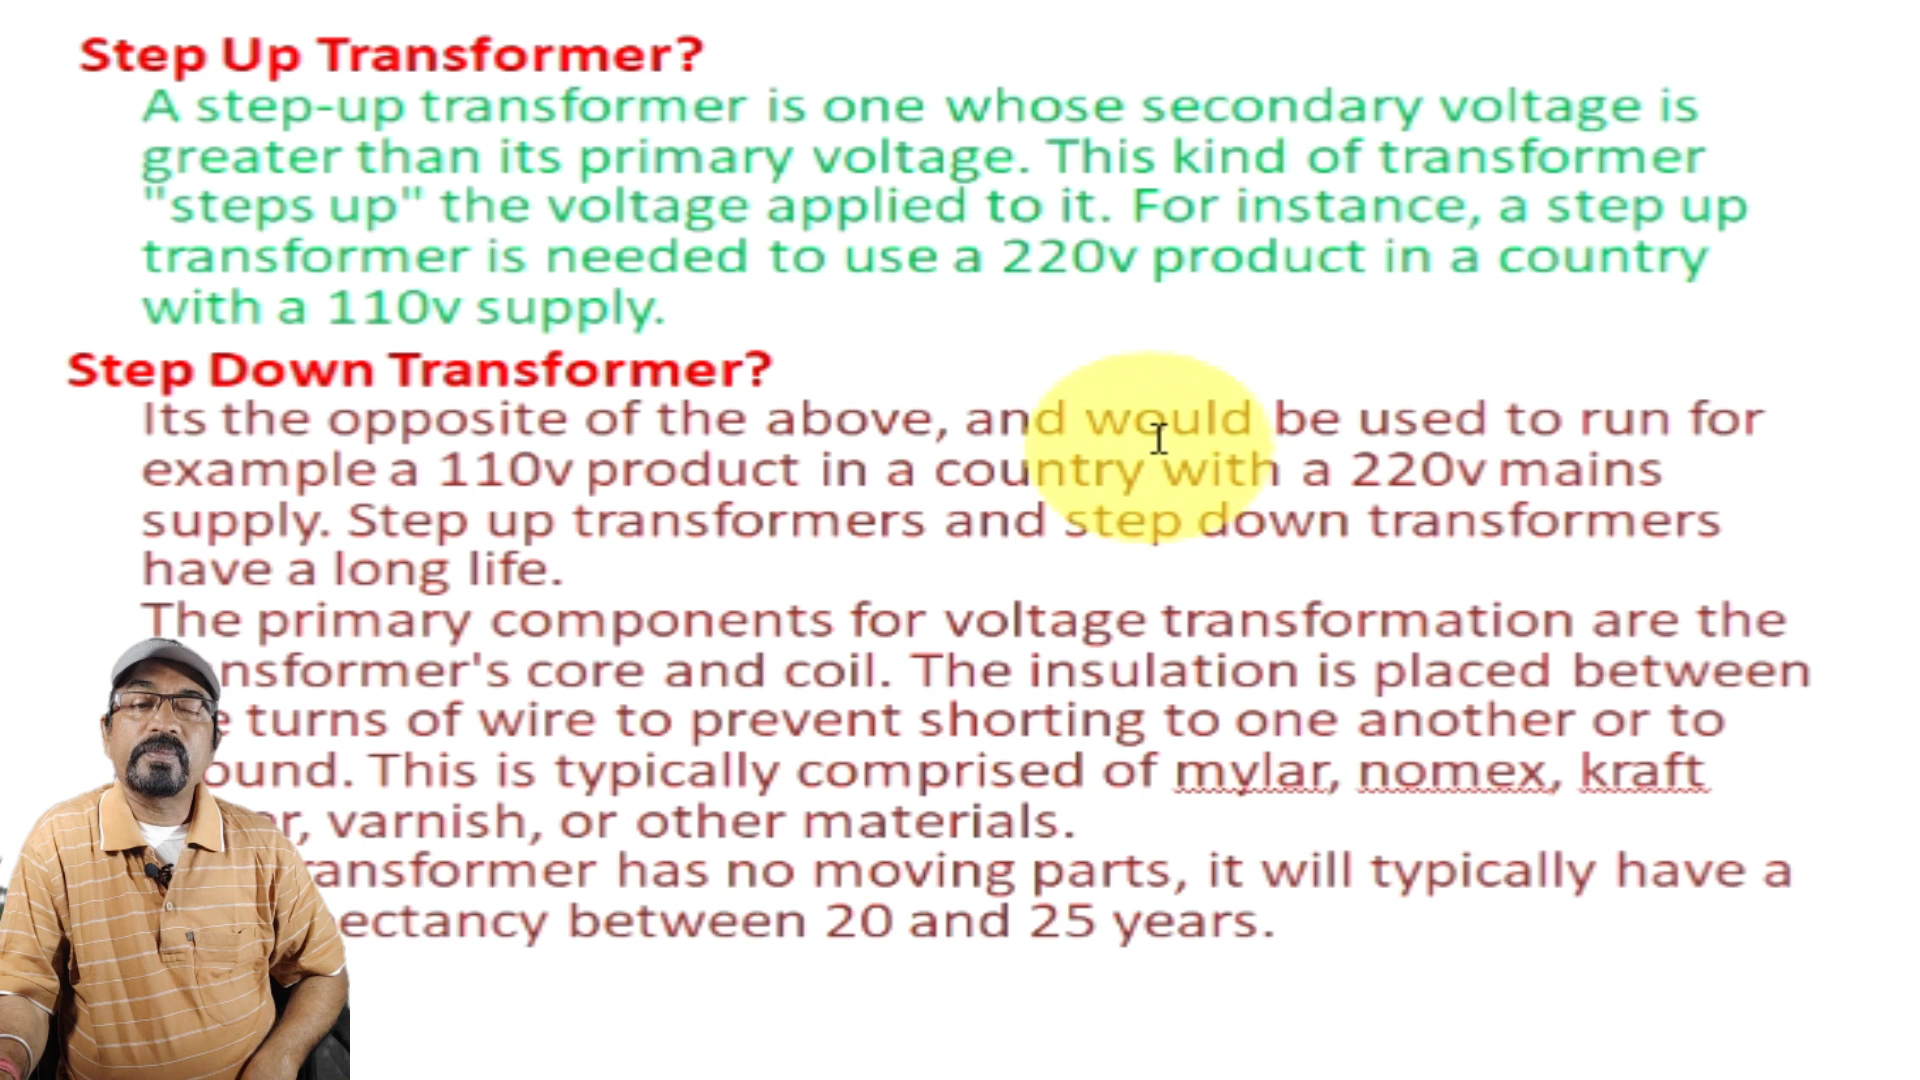 Step Up Transformer?
A step-up transformer is one whose secondary voltage is
greater than its primary voltage. This kind of transformer
"steps up" the voltage applied to it. For instance, a step up
transformer is needed to use a 220v product in a country
with a 110v supply.
Step Down Transformer?
Its the opposite of the above, and would be used to run for
example a 110v product in a country with a 220v mains
supply. Step up transformers and step down transformers
have a long life.
The primary components for voltage transformation are the
nsformer's core and coil. The insulation is placed between
turns of wire to prevent shorting to one another or to
ound. This is typically comprised of mylar, nomex, kraft
r, varnish, or other materials.
ransformer has no moving parts, it will typically have a
ectancy between 20 and 25 years.